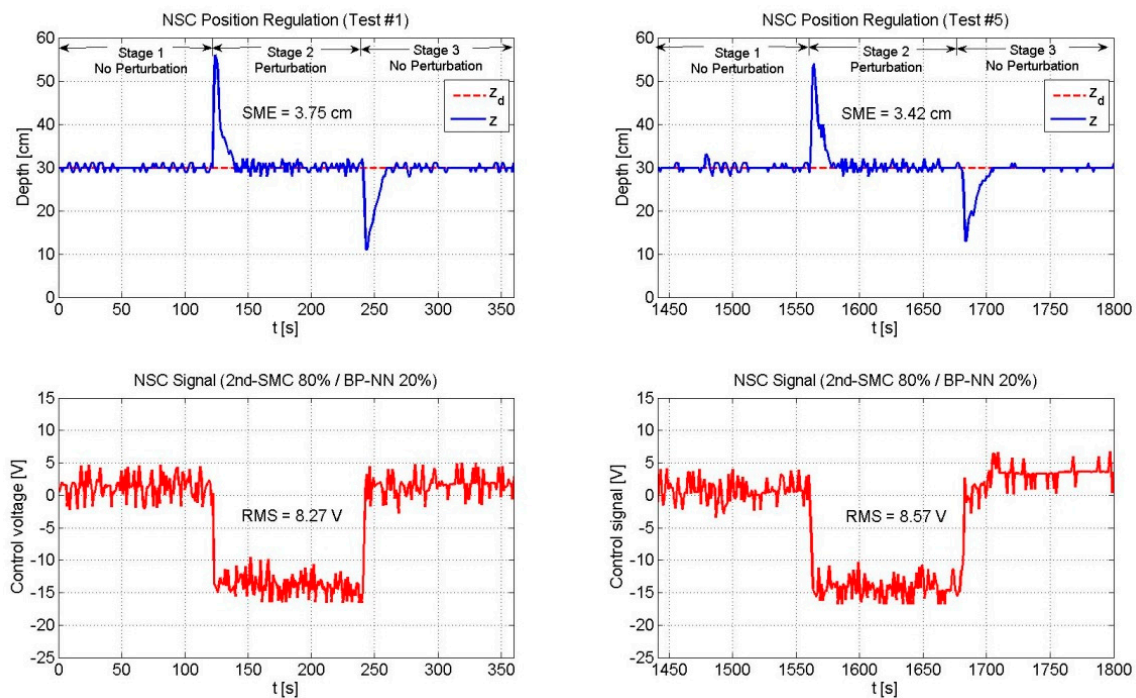 NSC Position Regulation (Test #1)
60
50
40
30
20
10
0
Depth [cm]
Stage 1
No Perturbation
Stage 2
Perturbation
Stage 3
No Perturbation
SME = 3.75 cm
z_d
z
0 50 100 150 200 250 300 350
t [s]
NSC Position Regulation (Test #5)
60
50
40
30
20
10
0
Depth [cm]
Stage 1
No Perturbation
Stage 2
Perturbation
Stage 3
No Perturbation
SME = 3.42 cm
z_d
z
1450 1500 1550 1600 1650 1700 1750 1800
t [s]
NSC Signal (2nd-SMC 80% / BP-NN 20%)
15
10
5
0
-5
-10
-15
-20
-25
Control voltage [V]
RMS = 8.27 V
0 50 100 150 200 250 300 350
t [s]
NSC Signal (2nd-SMC 80% / BP-NN 20%)
15
10
5
0
-5
-10
-15
-20
-25
Control signal [V]
RMS = 8.57 V
1450 1500 1550 1600 1650 1700 1750 1800
t [s]